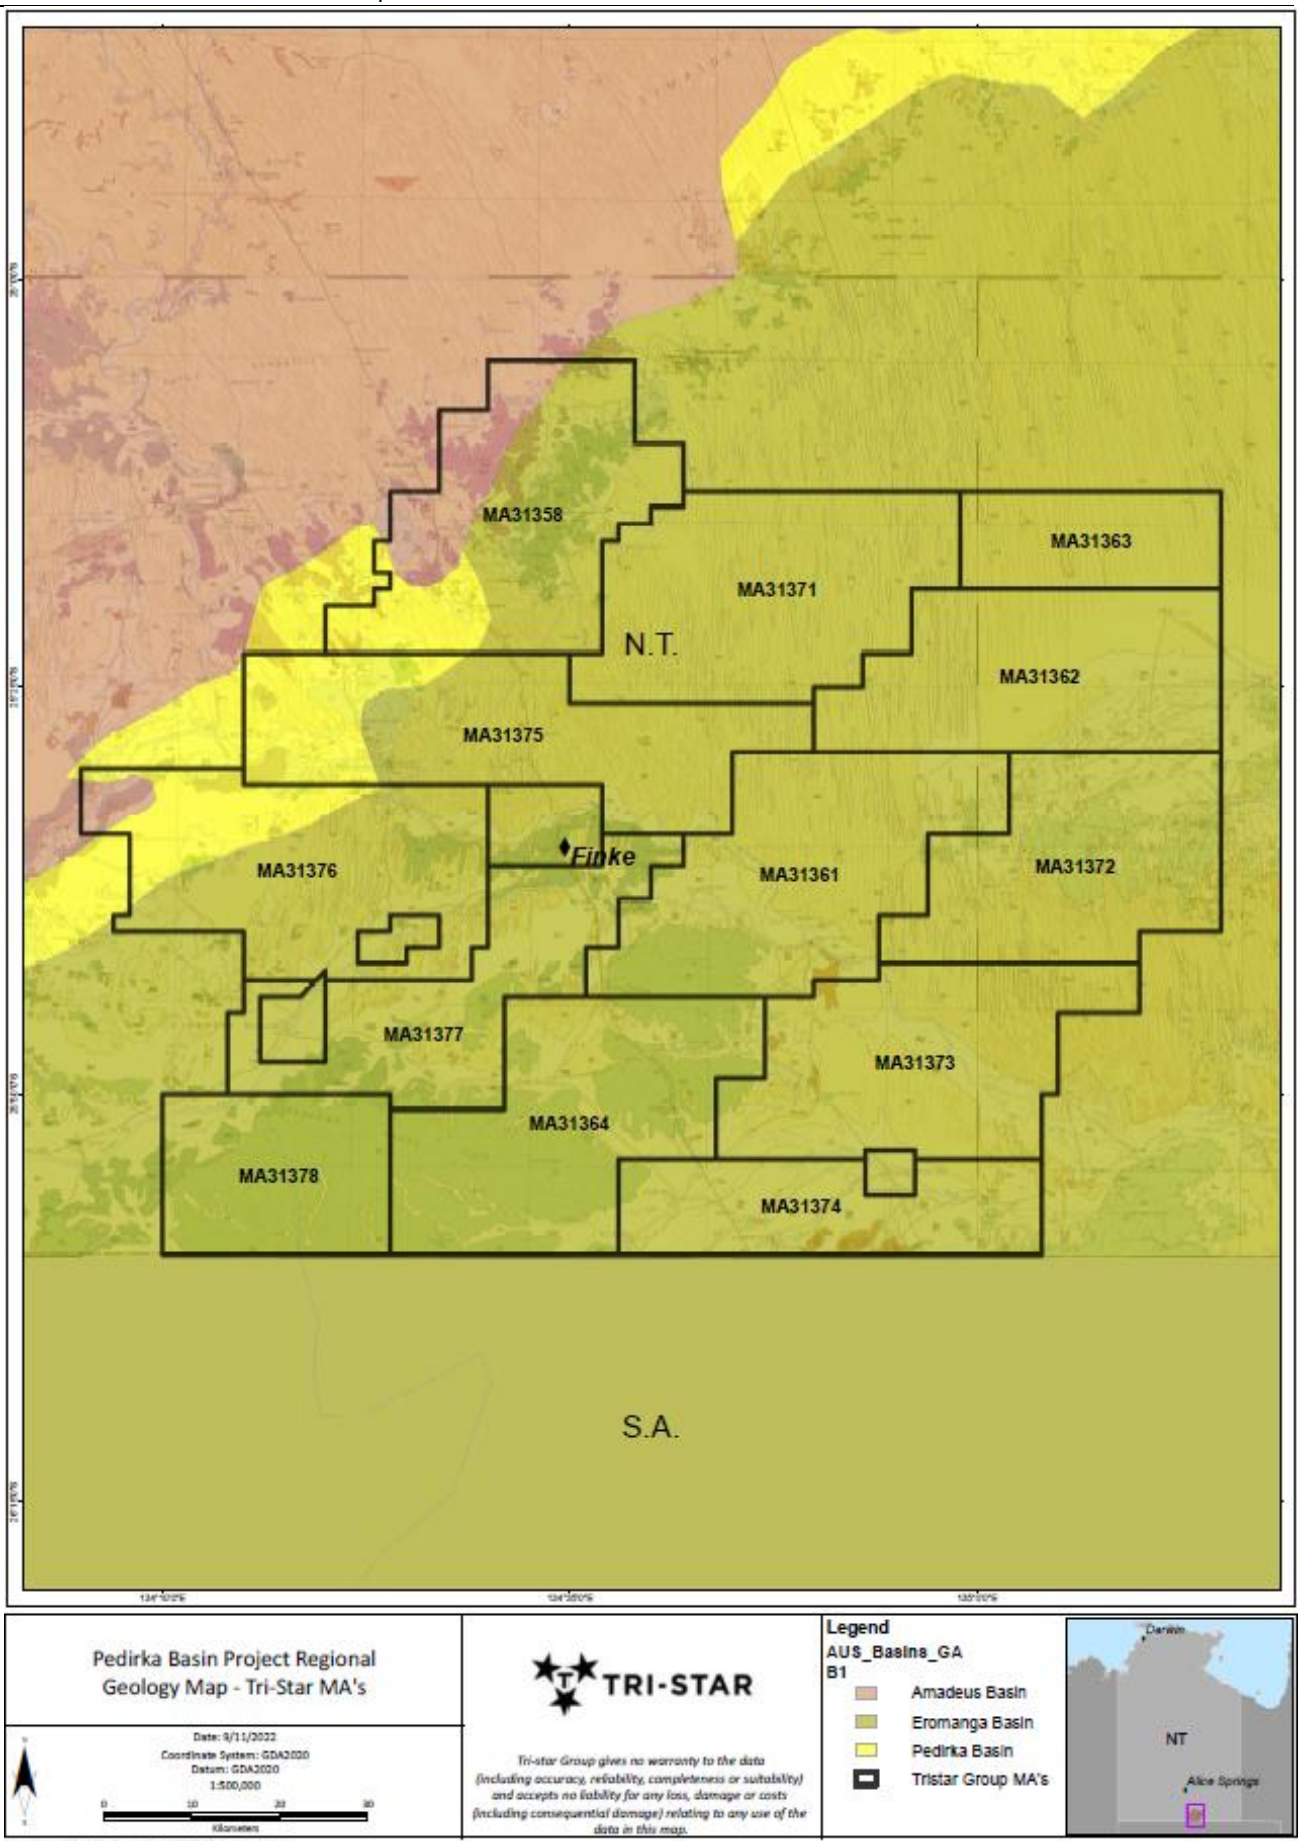 MA31358
MA31363
MA31371
N.T.
MA31362
MA31375
Finke
MA31376
MA31361
MA31372
MA31377
MA31373
MA31364
MA31378
MA31374
S.A.
Pedirka Basin Project Regional
Geology Map - Tri-Star MA's
Date: 9/11/2022
Coordinate System: GDA2020
Datum: GDA2020
1:500,000
0 10 20 30
Kilometers
T
TRI-STAR
Tri-star Group gives no warranty to the data
(including accuracy, reliability, completeness or suitability)
and accepts no liability for any loss, damage or costs
(including consequential damage) relating to any use of the
data in this map.
Legend
AUS_Basins_GA
B1
Amadeus Basin
Eromanga Basin
Pedirka Basin
Tristar Group MA's
Darwin
NT
Alice Springs